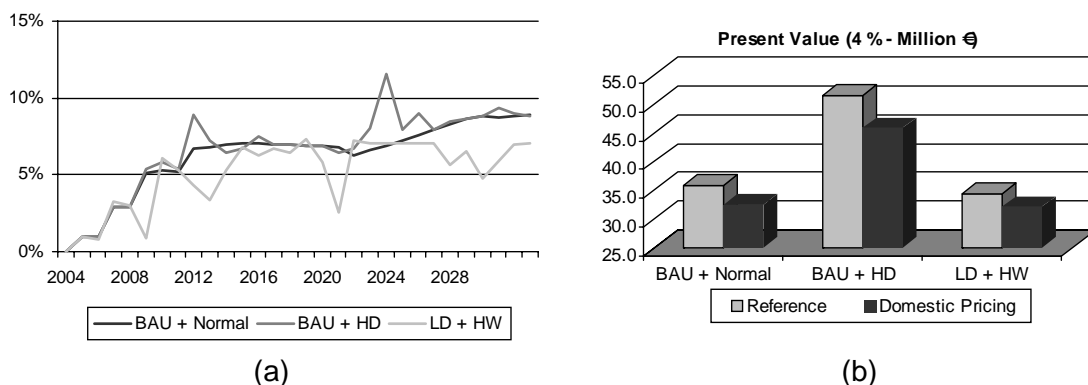 15%
10%
5%
0%
2004 2008 2012 2016 2020 2024 2028
BAU + Normal BAU + HD LD + HW
(a)
Present Value (4 % - Million €)
55.0
50.0
45.0
40.0
35.0
30.0
25.0
BAU + Normal BAU + HD LD + HW
Reference Domestic Pricing
(b)